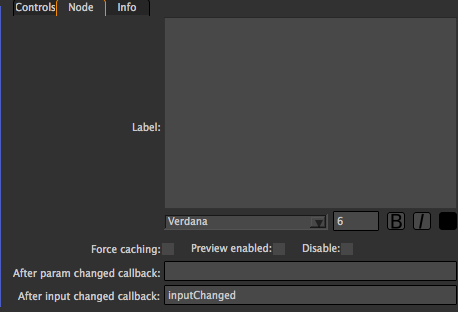 Controls Node Info
Label:
Verdana 6 B I
Force caching: Preview enabled: Disable:
After param changed callback:
After input changed callback: inputChanged